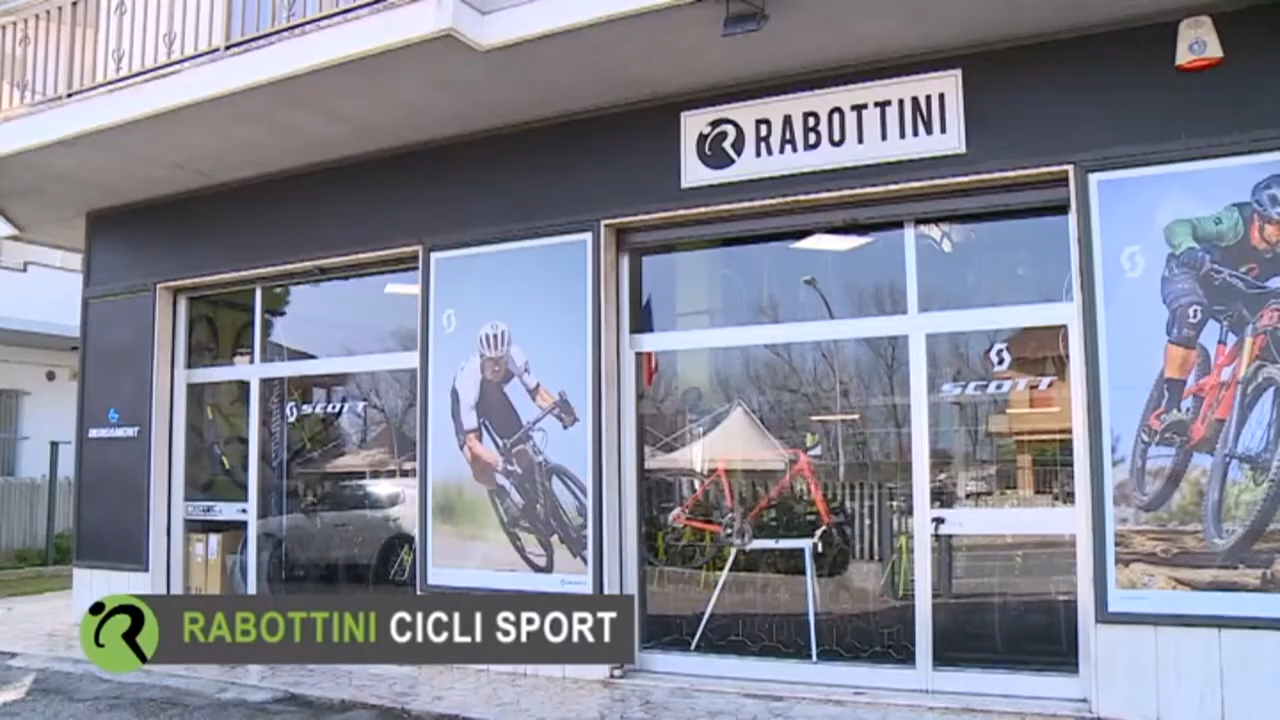 RABOTTINI
SCOTT
SCOTT
BERGAMONT
RABOTTINI CICLI SPORT